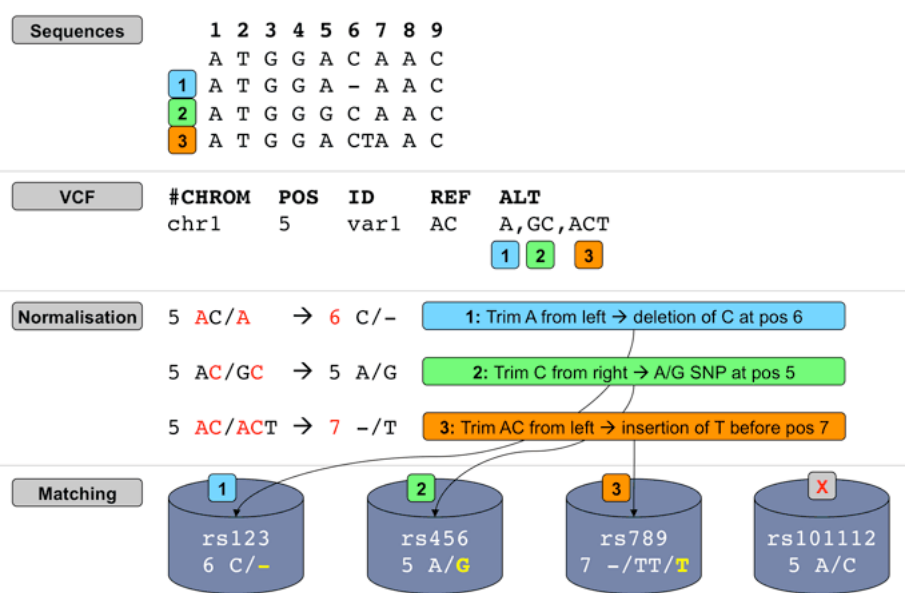 Sequences
1 2 3 4 5 6 7 8 9
A T G G A C A A C
1 A T G G A - A A C
2 A T G G G C A A C
3 A T G G A CTA A C
VCF
#CHROM POS ID REF ALT
chr1 5 var1 AC A,GC,ACT
1 2 3
Normalisation
5 AC/A → 6 C/-
1: Trim A from left → deletion of C at pos 6
5 AC/GC → 5 A/G
2: Trim C from right → A/G SNP at pos 5
5 AC/ACT → 7 -/T
3: Trim AC from left → insertion of T before pos 7
Matching
1
rs123
6 C/-
2
rs456
5 A/G
3
rs789
7 -/TT/T
X
rs101112
5 A/C